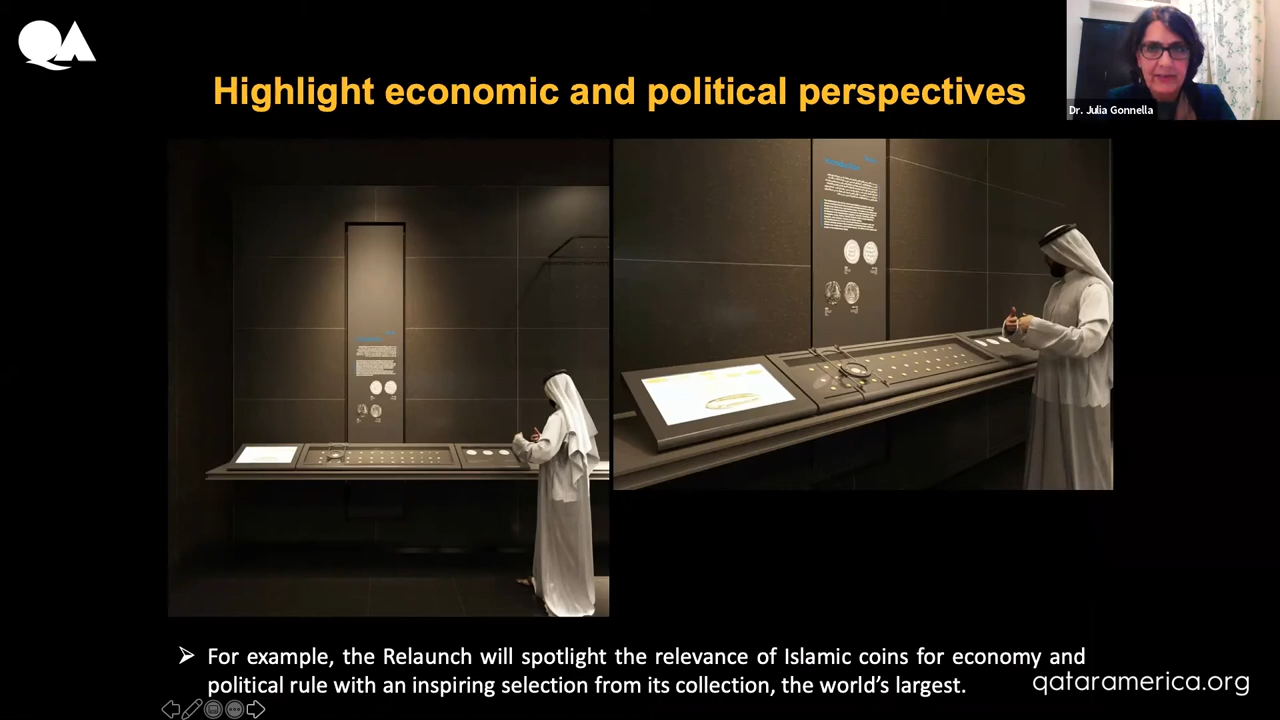 QA
Highlight economic and political perspectives
Dr. Julia Gonnella
➢ For example, the Relaunch will spotlight the relevance of Islamic coins for economy and
political rule with an inspiring selection from its collection, the world's largest.
qataramerica.org